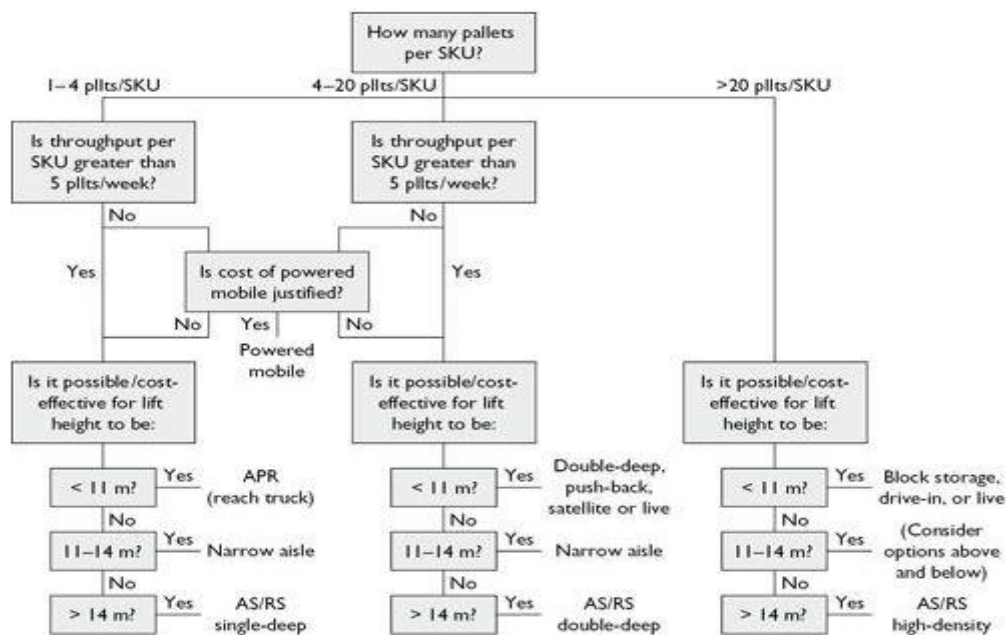 How many pallets
per SKU?
1–4 pllts/SKU
4–20 pllts/SKU
>20 pllts/SKU
Is throughput per
SKU greater than
5 pllts/week?
Is throughput per
SKU greater than
5 pllts/week?
No
No
Yes
Is cost of powered
mobile justified?
Yes
No
Yes
No
Powered
mobile
Is it possible/cost-
effective for lift
height to be:
Is it possible/cost-
effective for lift
height to be:
Is it possible/cost-
effective for lift
height to be:
< 11 m?
Yes
APR
(reach truck)
< 11 m?
Yes
Double-deep,
push-back,
satellite or live
< 11 m?
Yes
Block storage,
drive-in, or live
No
No
No
11–14 m?
Yes
Narrow aisle
11–14 m?
Yes
Narrow aisle
11–14 m?
Yes
(Consider
options above
and below)
No
No
No
> 14 m?
Yes
AS/RS
single-deep
> 14 m?
Yes
AS/RS
double-deep
> 14 m?
Yes
AS/RS
high-density